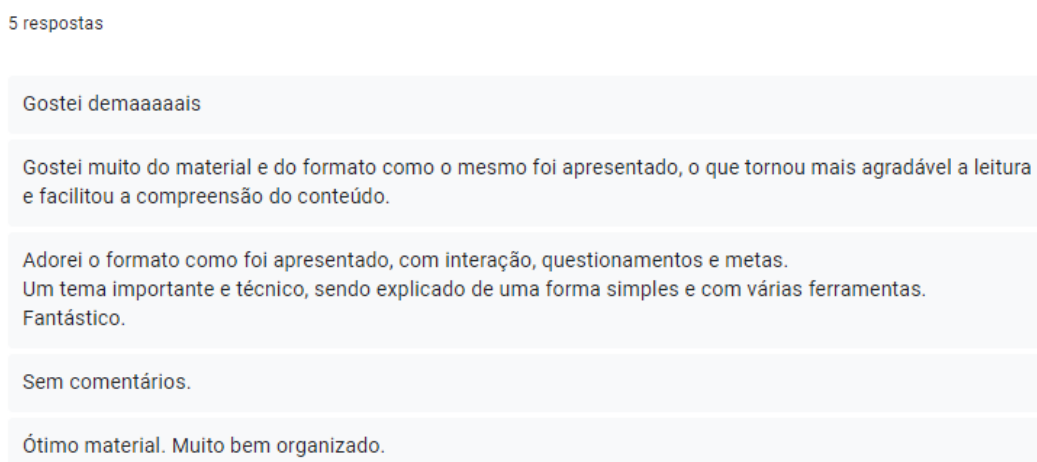 5 respostas
Gostei demaaaaais
Gostei muito do material e do formato como o mesmo foi apresentado, o que tornou mais agradável a leitura
e facilitou a compreensão do conteúdo.
Adorei o formato como foi apresentado, com interação, questionamentos e metas.
Um tema importante e técnico, sendo explicado de uma forma simples e com várias ferramentas.
Fantástico.
Sem comentários.
Ótimo material. Muito bem organizado.